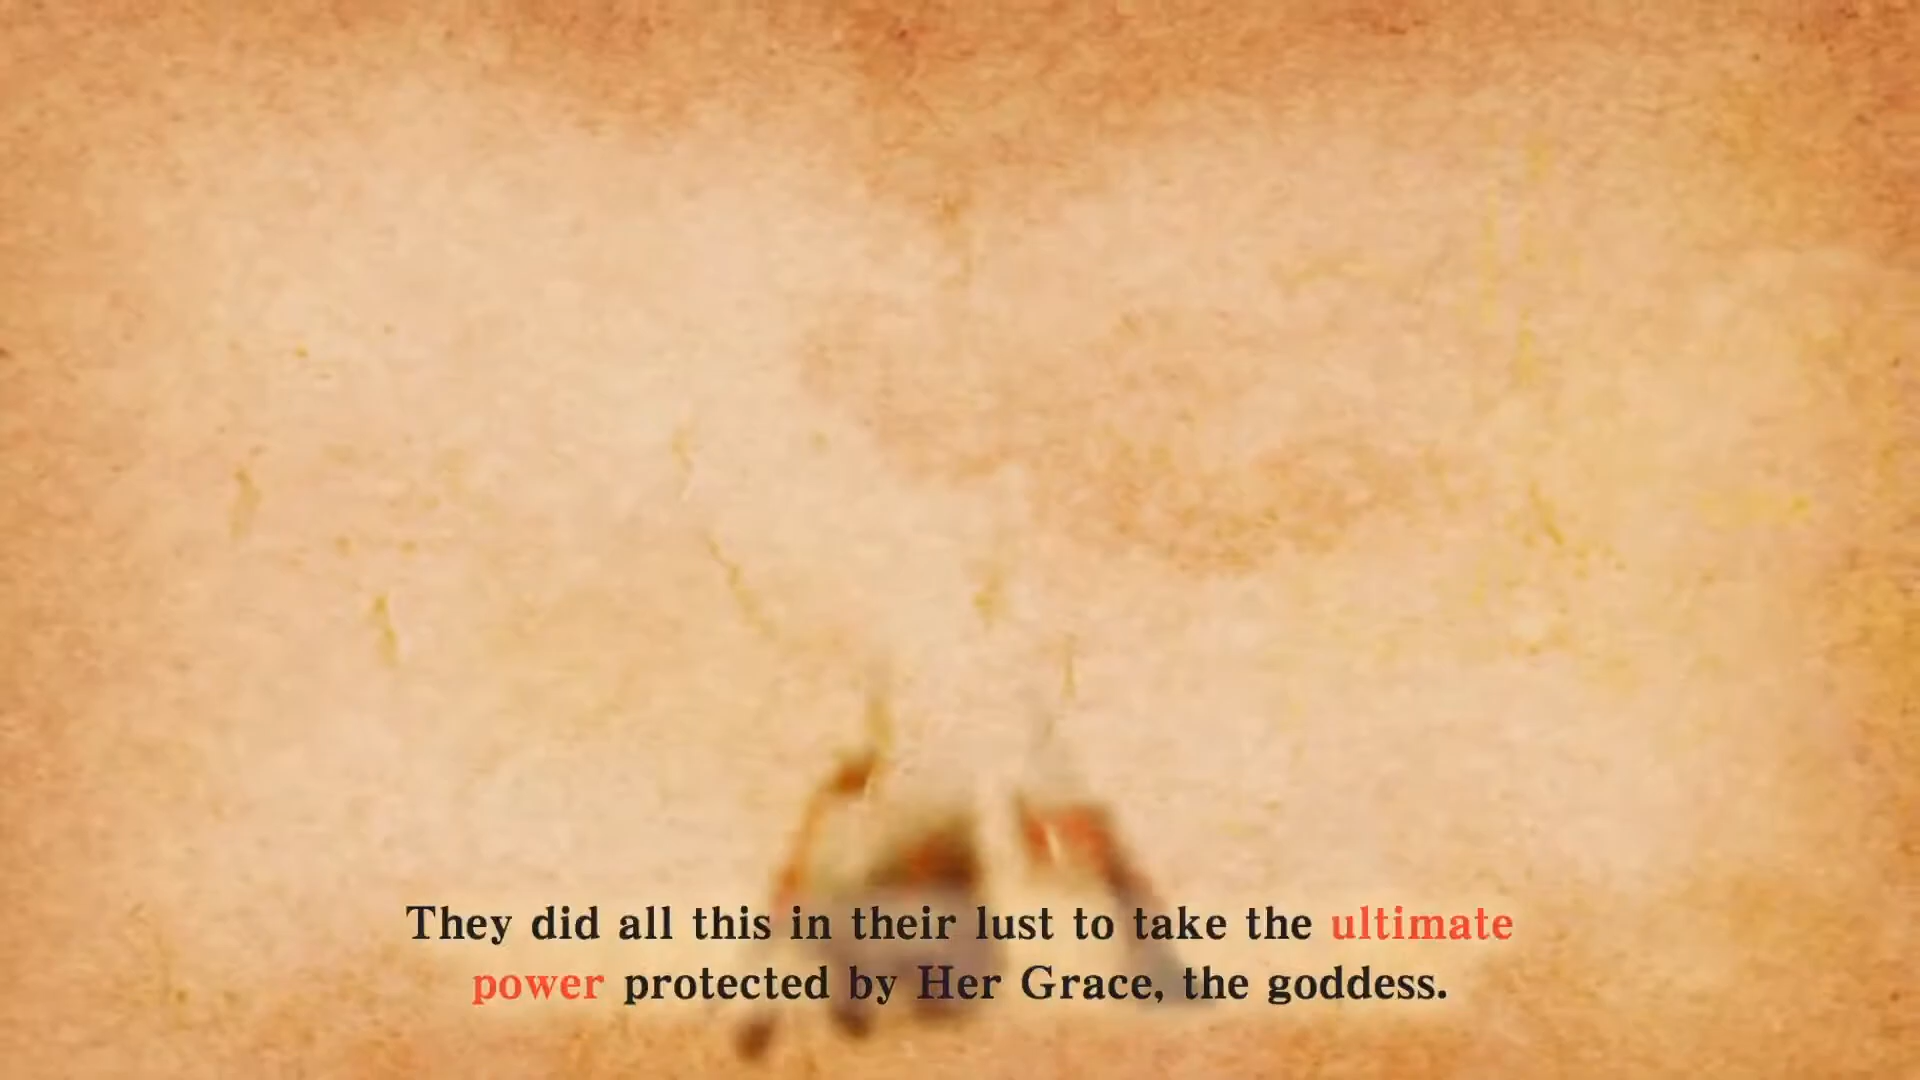 They did all this in their lust to take the ultimate
power protected by Her Grace, the goddess.